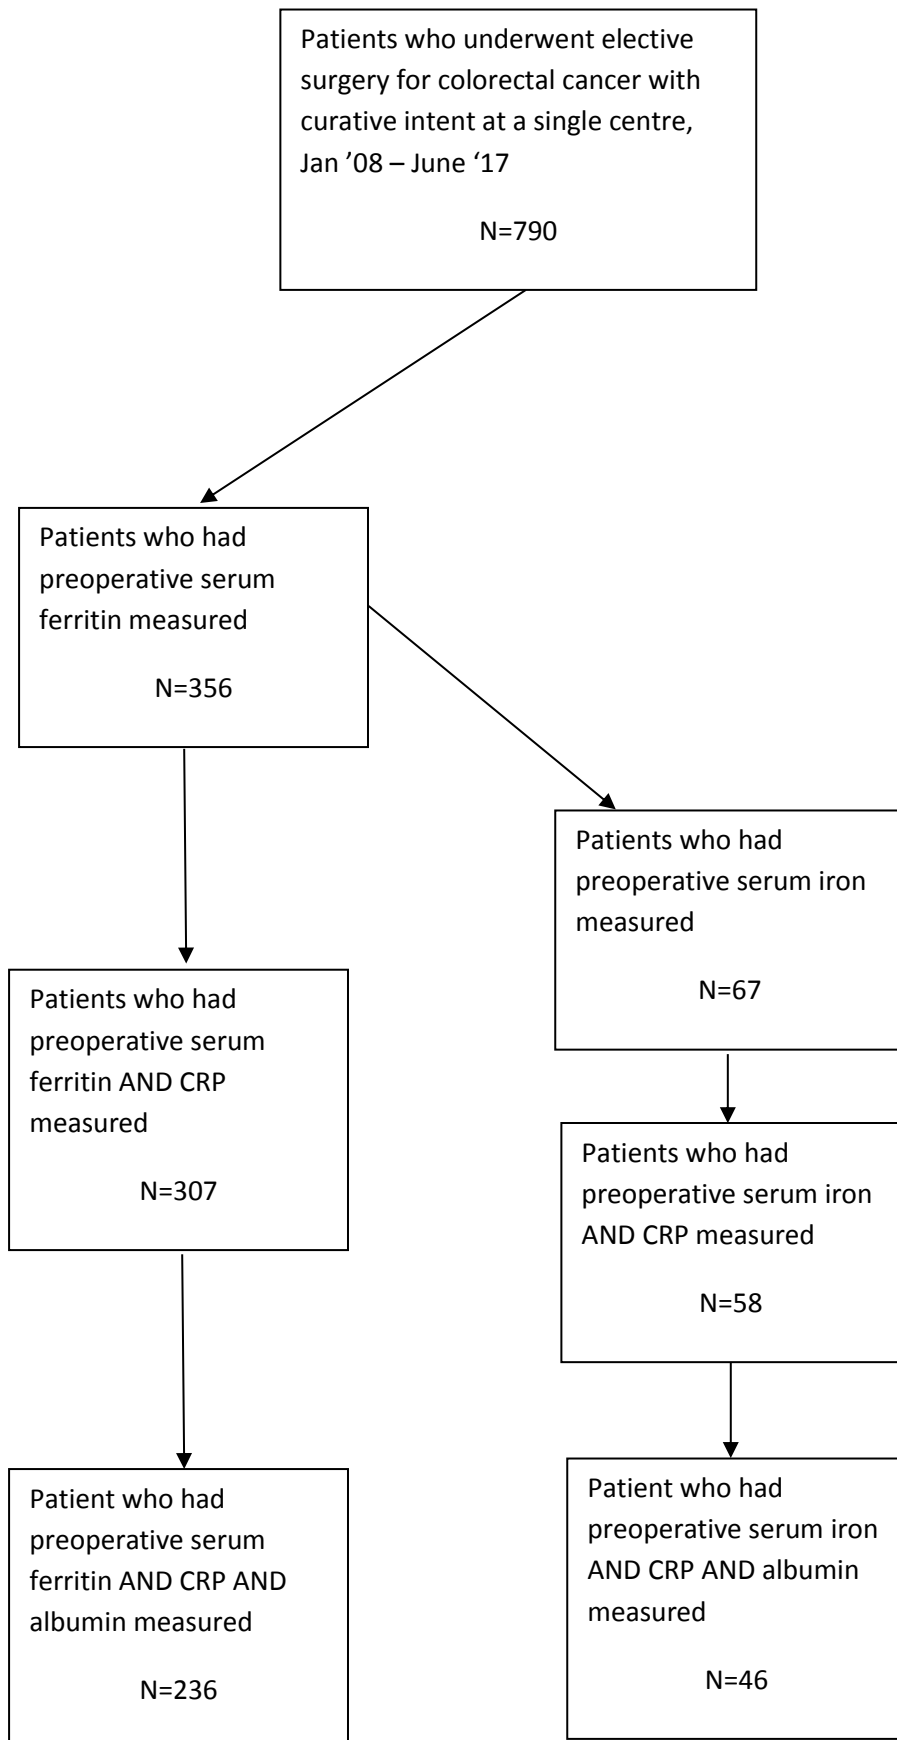 Patients who underwent elective
surgery for colorectal cancer with
curative intent at a single centre,
Jan ’08 – June ‘17
N=790
Patients who had
preoperative serum
ferritin measured
N=356
Patients who had
preoperative serum iron
measured
N=67
Patients who had
preoperative serum
ferritin AND CRP
measured
N=307
Patients who had
preoperative serum iron
AND CRP measured
N=58
Patient who had
preoperative serum
ferritin AND CRP AND
albumin measured
N=236
Patient who had
preoperative serum iron
AND CRP AND albumin
measured
N=46